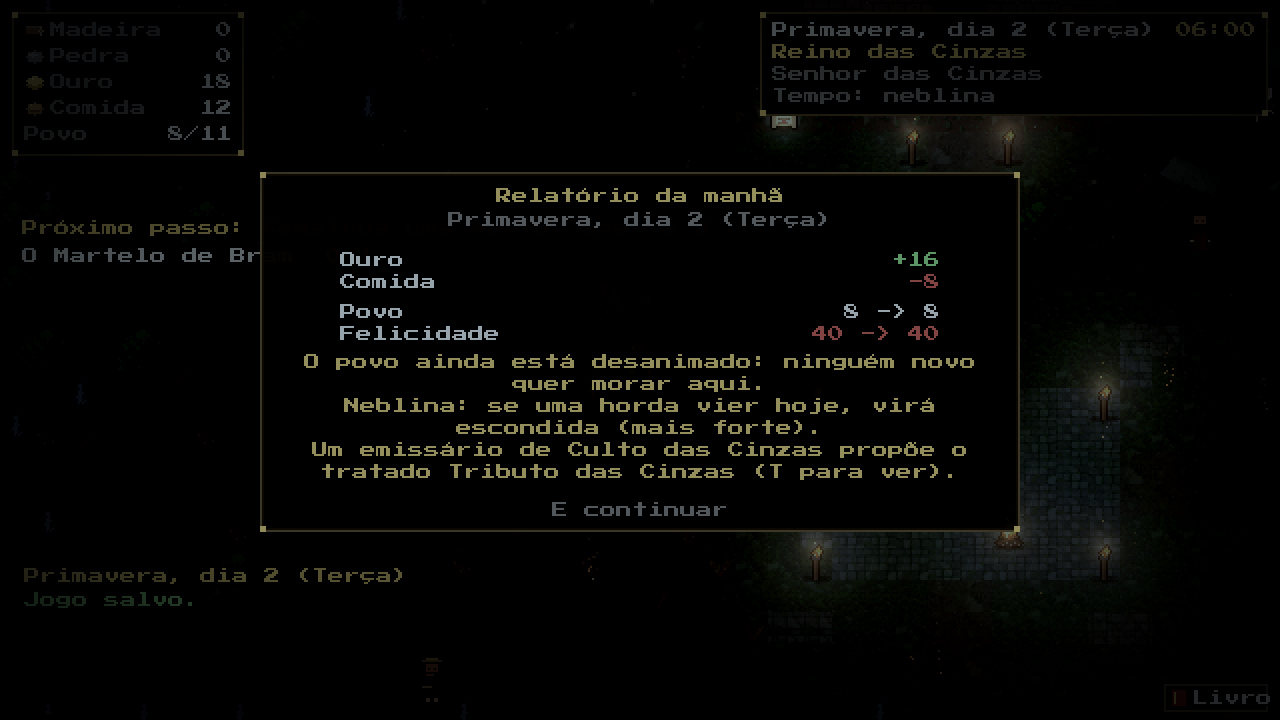 Madeira 0
Pedra 0
Ouro 18
Comida 12
Povo 8/11
Primavera, dia 2 (Terça) 06:00
Reino das Cinzas
Senhor das Cinzas
Tempo: neblina
Próximo passo:
O Martelo de Bram
Relatório da manhã
Primavera, dia 2 (Terça)
Ouro +16
Comida -8
Povo 8 -> 8
Felicidade 40 -> 40
O povo ainda está desanimado: ninguém novo
quer morar aqui.
Neblina: se uma horda vier hoje, virá
escondida (mais forte).
Um emissário de Culto das Cinzas propõe o
tratado Tributo das Cinzas (T para ver).
E continuar
Primavera, dia 2 (Terça)
Jogo salvo.
Livro